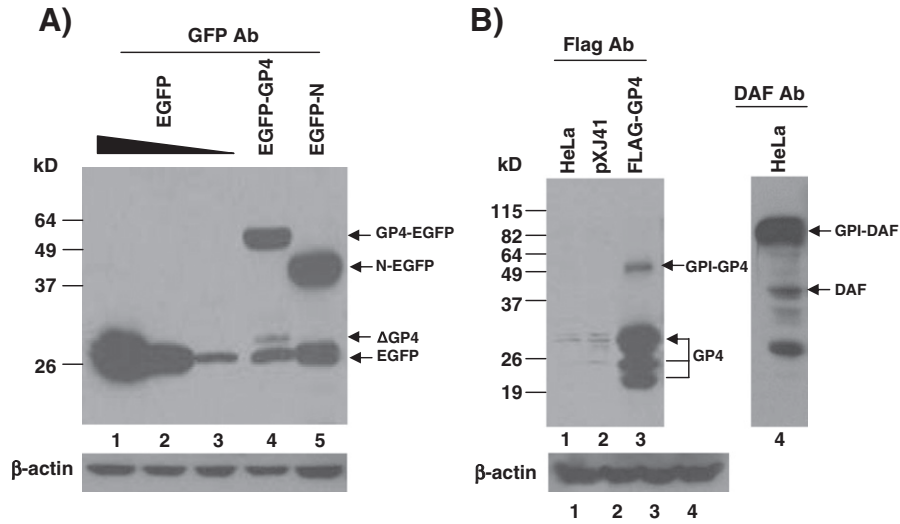 A)
GFP Ab
EGFP
EGFP-GP4
EGFP-N
kD
64
49
37
26
GP4-EGFP
N-EGFP
ΔGP4
EGFP
1 2 3 4 5
β-actin
B)
Flag Ab
HeLa
pXJ41
FLAG-GP4
kD
115
82
64
49
37
26
19
GPI-GP4
GP4
1 2 3
β-actin
1 2 3 4
DAF Ab
HeLa
GPI-DAF
DAF
4